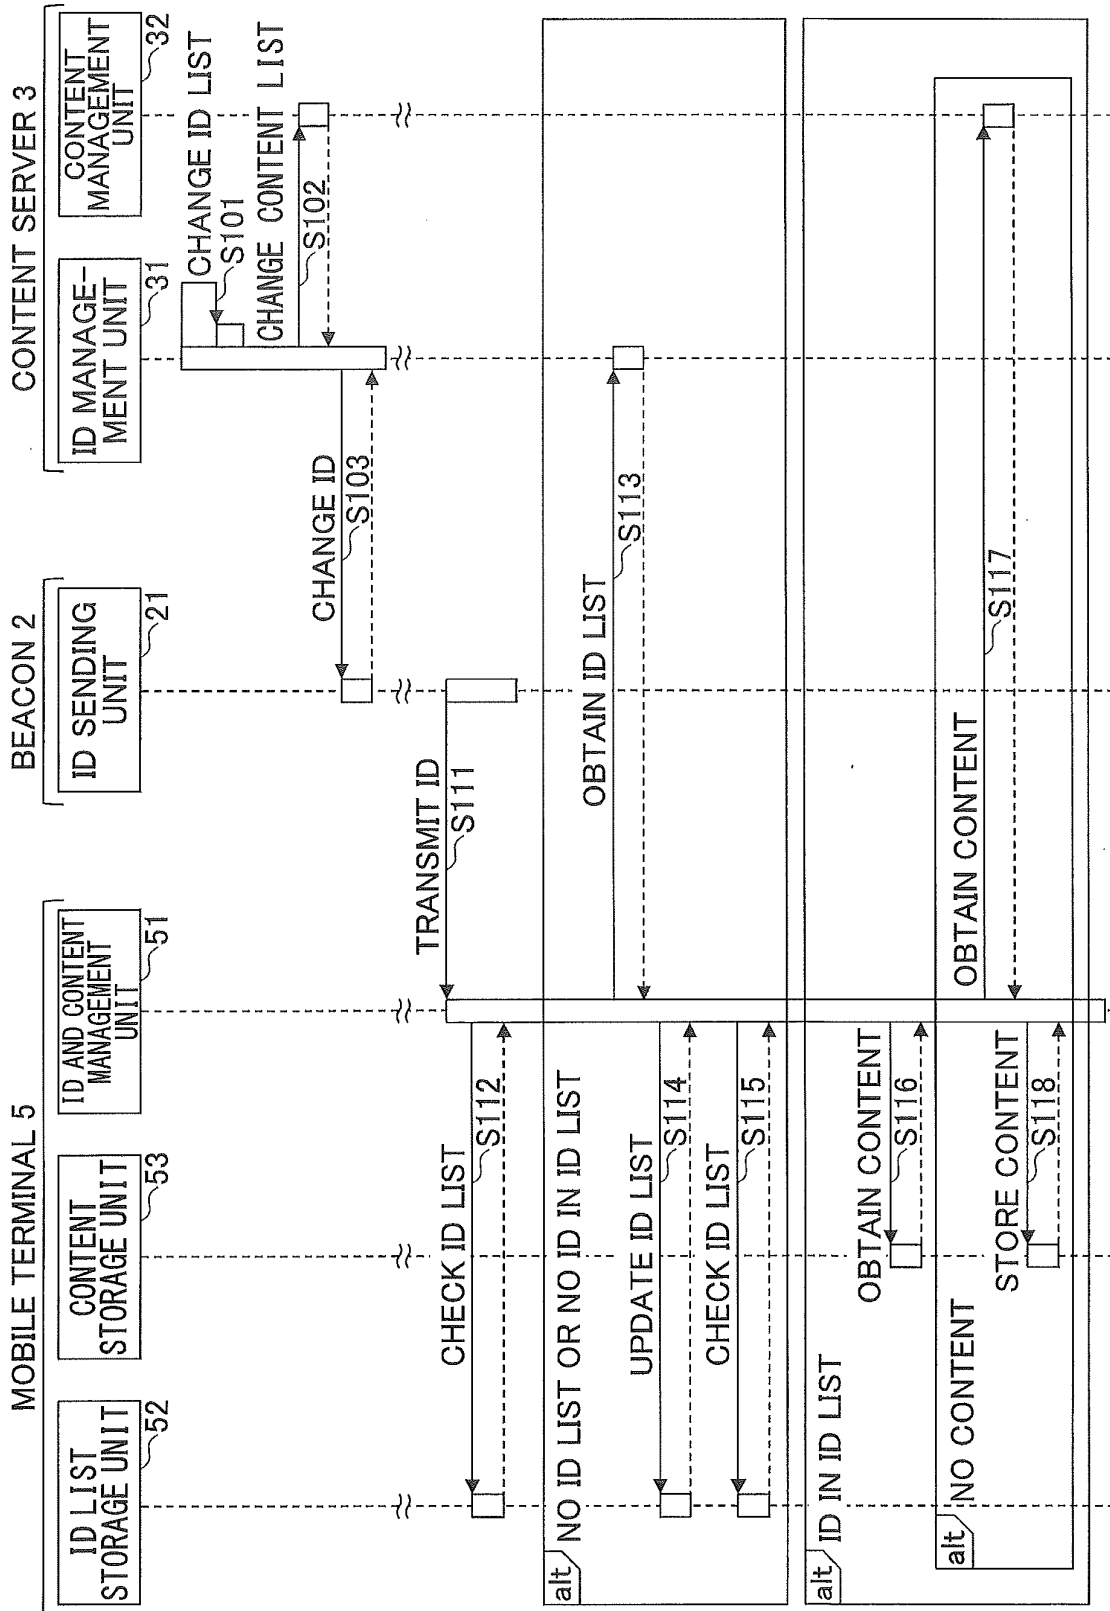 MOBILE TERMINAL 5
BEACON 2
CONTENT SERVER 3
ID LIST
STORAGE UNIT
52
CONTENT
STORAGE UNIT
53
ID AND CONTENT
MANAGEMENT
UNIT
51
ID SENDING
UNIT
21
ID MANAGE-
MENT UNIT
31
CONTENT
MANAGEMENT
UNIT
32
CHANGE ID LIST
S101
CHANGE CONTENT LIST
S102
CHANGE ID
S103
TRANSMIT ID
S111
CHECK ID LIST
S112
alt
NO ID LIST OR NO ID IN ID LIST
OBTAIN ID LIST
S113
UPDATE ID LIST
S114
CHECK ID LIST
S115
alt
ID IN ID LIST
OBTAIN CONTENT
S116
alt
NO CONTENT
OBTAIN CONTENT
S117
STORE CONTENT
S118